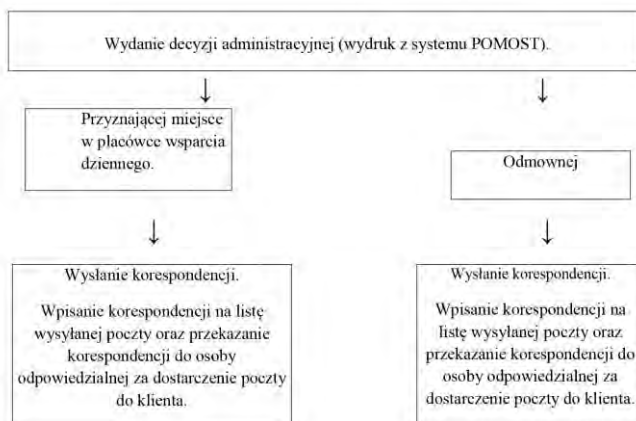 Wydanie decyzji administracyjnej (wydruk z systemu POMOST).
Przyznającej miejsce
w placówce wsparcia
dziennego.
Odmownej
Wysłanie korespondencji.
Wpisanie korespondencji na listę
wysyłanej poczty oraz przekazanie
korespondencji do osoby
odpowiedzialnej za dostarczenie poczty
do klienta.
Wysłanie korespondencji.
Wpisanie korespondencji na
listę wysyłanej poczty oraz
przekazanie korespondencji do
osoby odpowiedzialnej za
dostarczenie poczty do klienta.